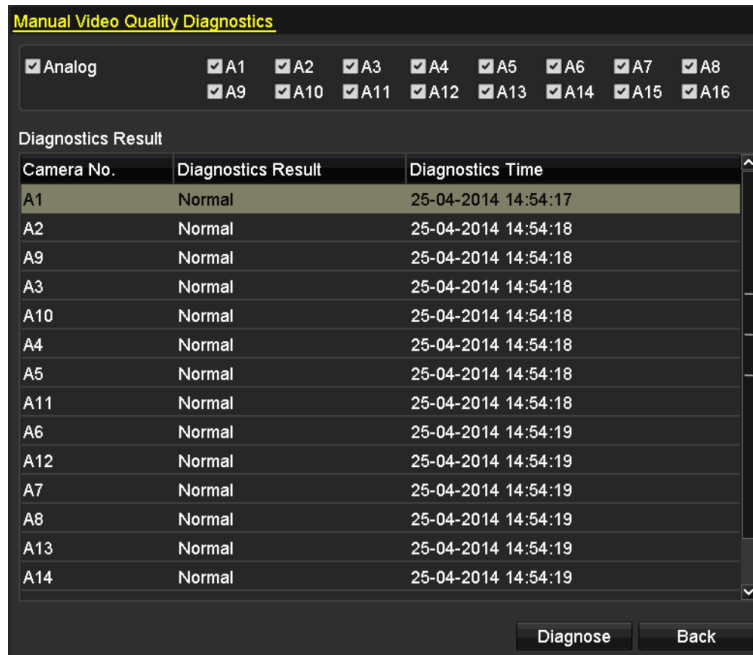 Manual Video Quality Diagnostics
Analog A1 A2 A3 A4 A5 A6 A7 A8
A9 A10 A11 A12 A13 A14 A15 A16
Diagnostics Result
Camera No. Diagnostics Result Diagnostics Time
A1 Normal 25-04-2014 14:54:17
A2 Normal 25-04-2014 14:54:18
A9 Normal 25-04-2014 14:54:18
A3 Normal 25-04-2014 14:54:18
A10 Normal 25-04-2014 14:54:18
A4 Normal 25-04-2014 14:54:18
A5 Normal 25-04-2014 14:54:18
A11 Normal 25-04-2014 14:54:18
A6 Normal 25-04-2014 14:54:19
A12 Normal 25-04-2014 14:54:19
A7 Normal 25-04-2014 14:54:19
A8 Normal 25-04-2014 14:54:19
A13 Normal 25-04-2014 14:54:19
A14 Normal 25-04-2014 14:54:19
Diagnose Back